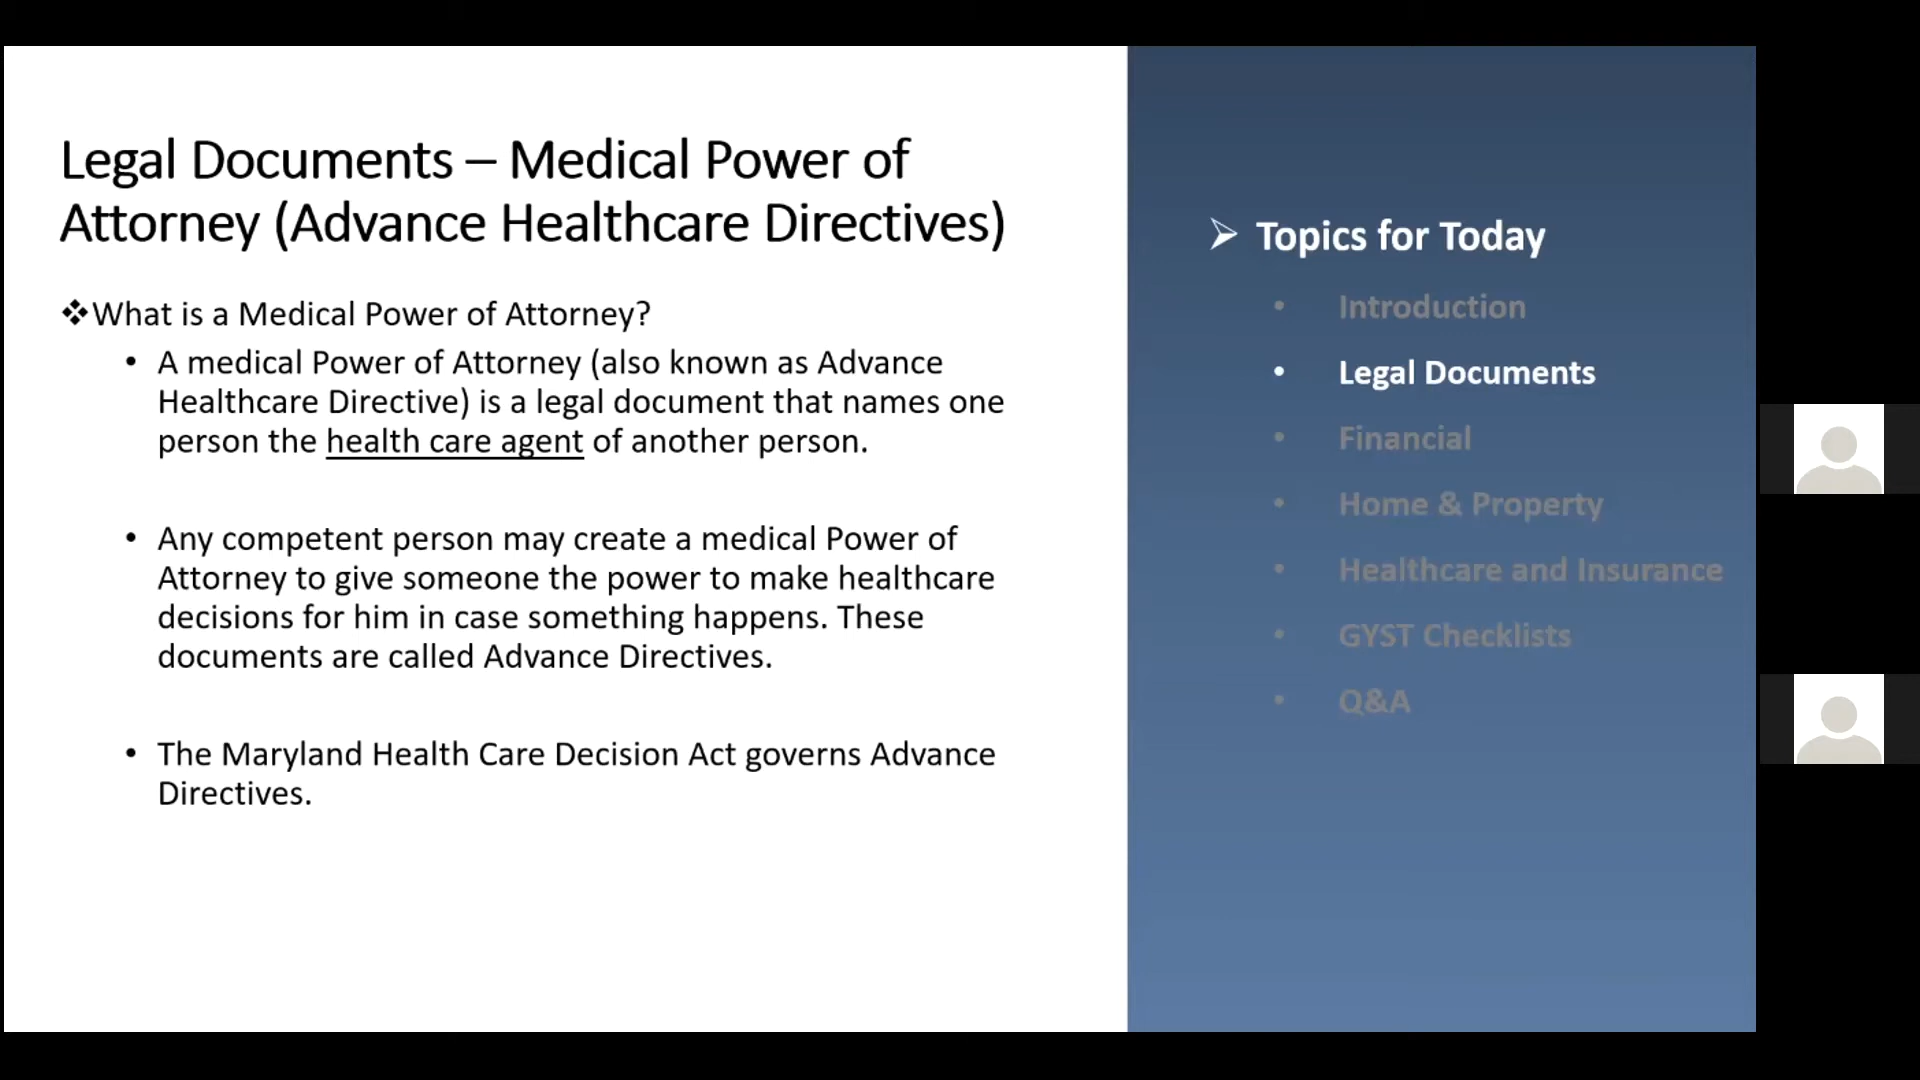 Legal Documents – Medical Power of
Attorney (Advance Healthcare Directives)
❖What is a Medical Power of Attorney?
• A medical Power of Attorney (also known as Advance
Healthcare Directive) is a legal document that names one
person the health care agent of another person.
• Any competent person may create a medical Power of
Attorney to give someone the power to make healthcare
decisions for him in case something happens. These
documents are called Advance Directives.
• The Maryland Health Care Decision Act governs Advance
Directives.
➢ Topics for Today
• Introduction
• Legal Documents
• Financial
• Home & Property
• Healthcare and Insurance
• GYST Checklists
• Q&A